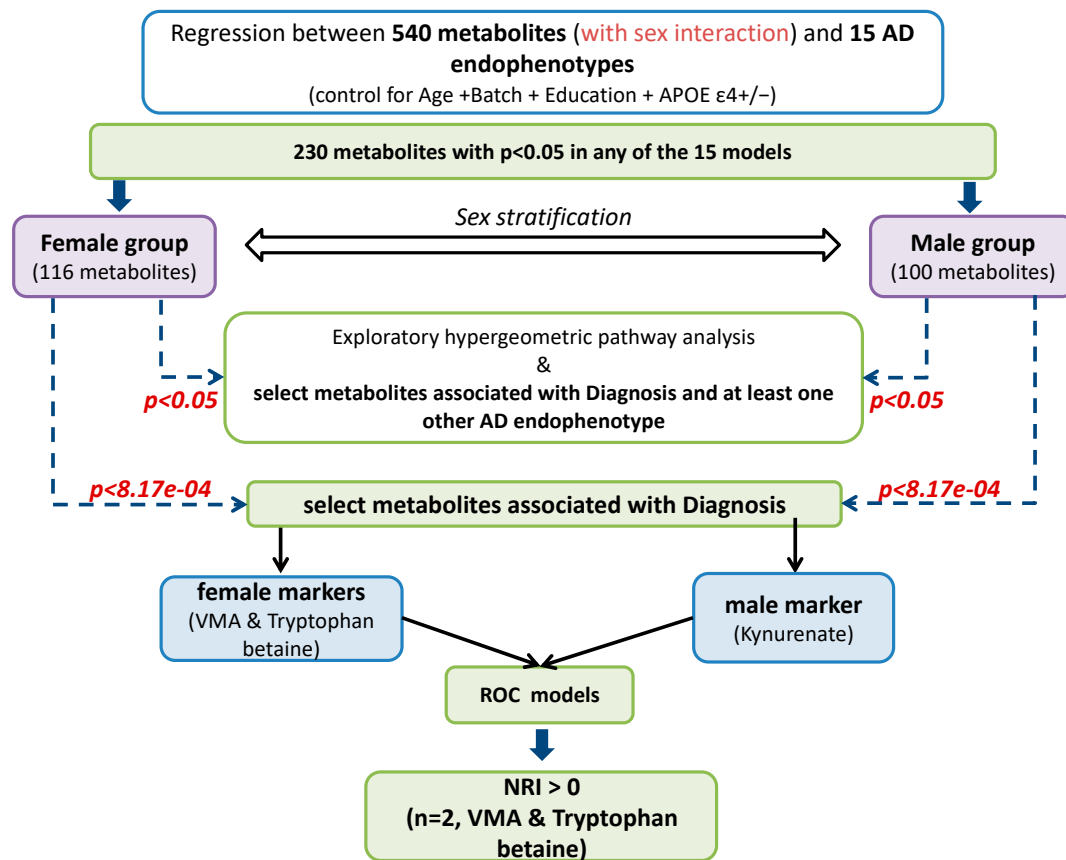 Regression between 540 metabolites (with sex interaction) and 15 AD
endophenotypes
(control for Age +Batch + Education + APOE ε4+/−)
230 metabolites with p<0.05 in any of the 15 models
Sex stratification
Female group
(116 metabolites)
Male group
(100 metabolites)
Exploratory hypergeometric pathway analysis
&
select metabolites associated with Diagnosis and at least one
other AD endophenotype
p<0.05
p<0.05
p<8.17e-04
p<8.17e-04
select metabolites associated with Diagnosis
female markers
(VMA & Tryptophan
betaine)
male marker
(Kynurenate)
ROC models
NRI > 0
(n=2, VMA & Tryptophan
betaine)